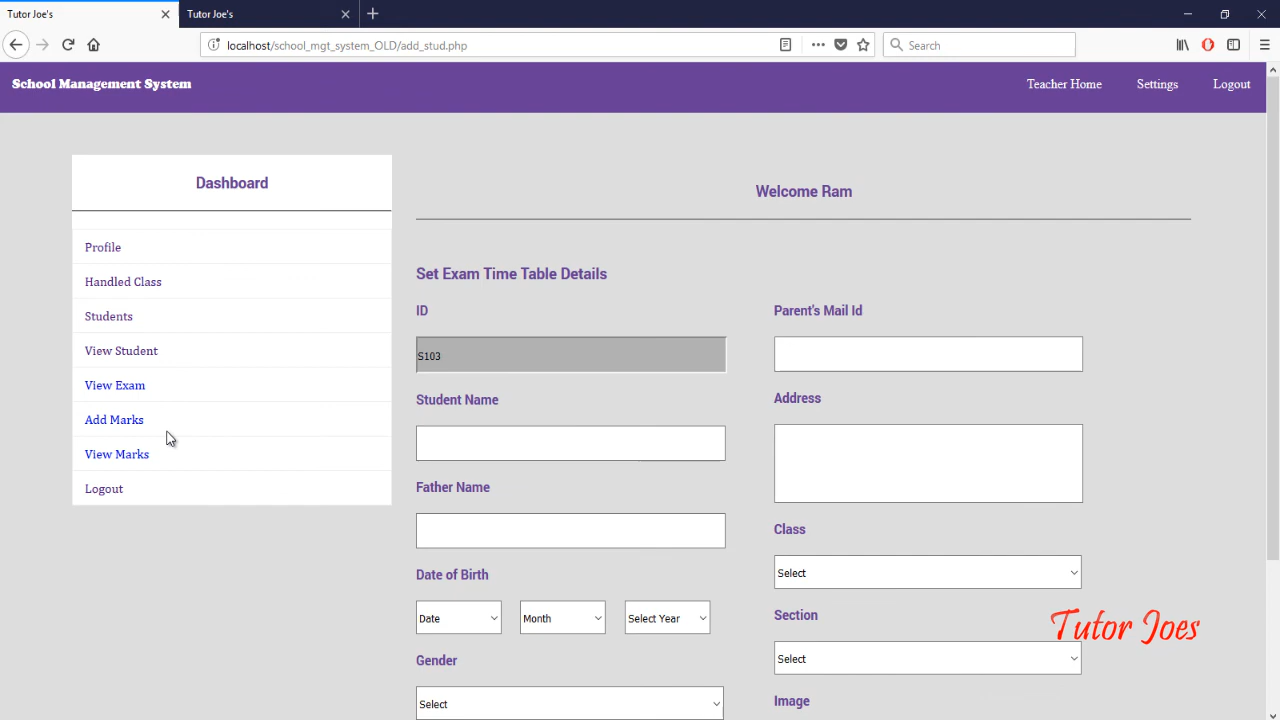 Tutor Joe's
Tutor Joe's
localhost/school_mgt_system_OLD/add_stud.php
Search
School Management System
Teacher Home
Settings
Logout
Dashboard
Profile
Handled Class
Students
View Student
View Exam
Add Marks
View Marks
Logout
Welcome Ram
Set Exam Time Table Details
ID
S103
Student Name
Father Name
Date of Birth
Date
Month
Select Year
Gender
Select
Parent's Mail Id
Address
Class
Select
Section
Select
Image
Tutor Joes